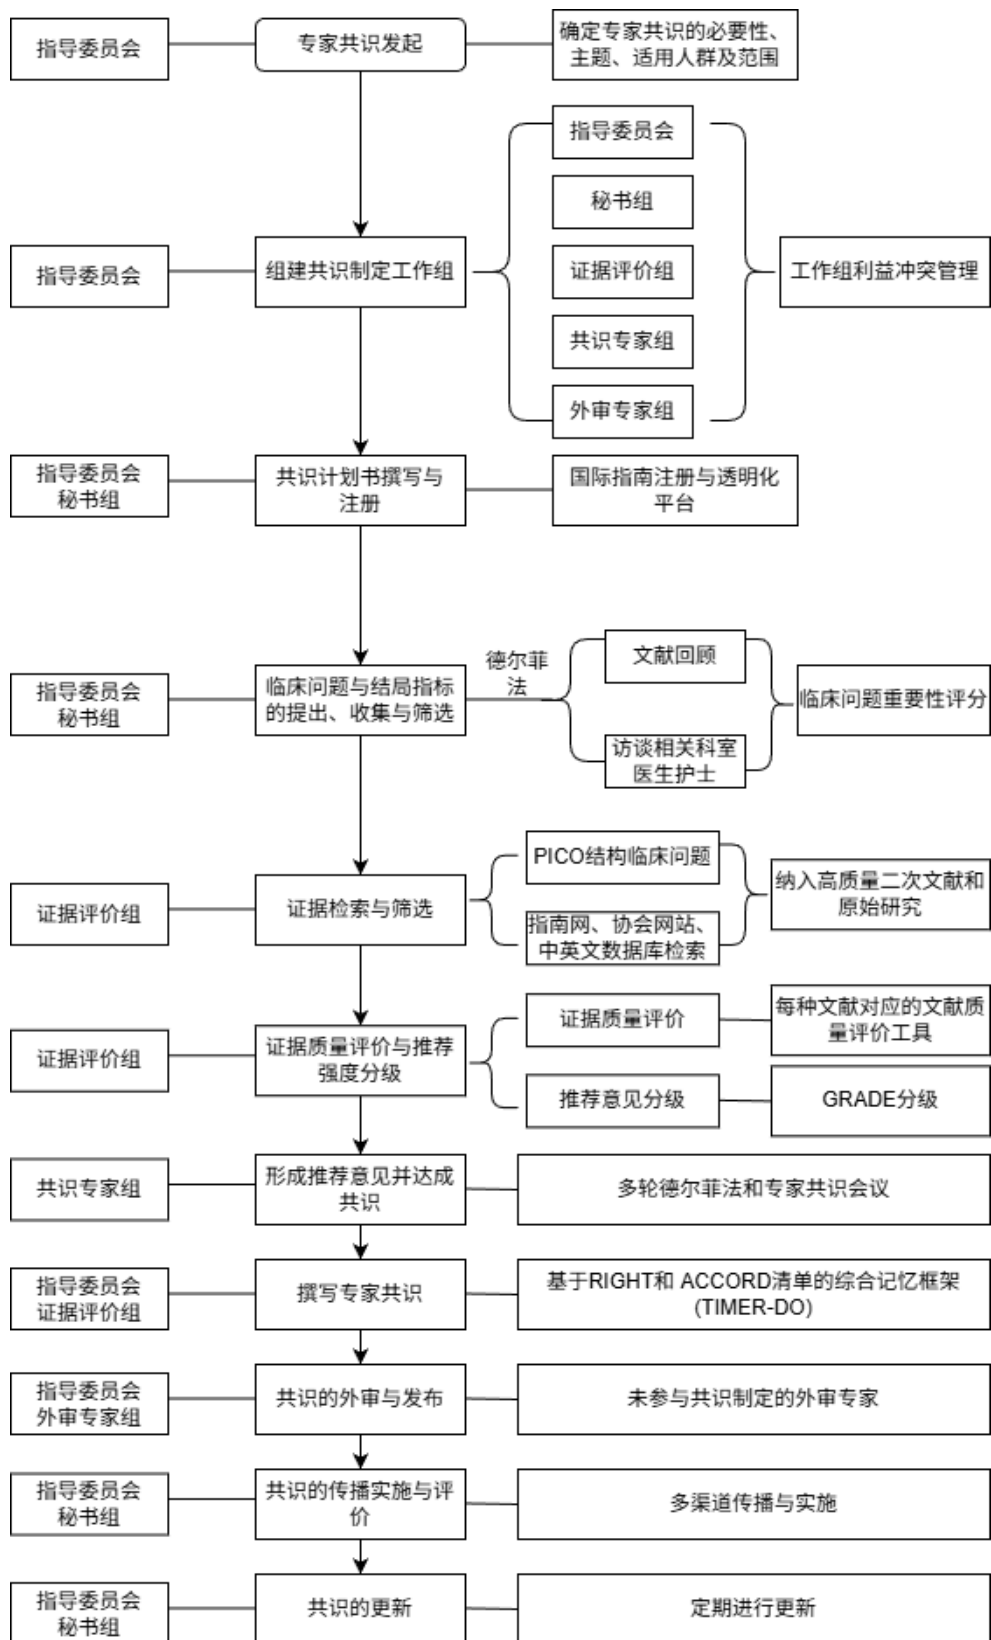 指导委员会
专家共识发起
确定专家共识的必要性、
主题、适用人群及范围
指导委员会
组建共识制定工作组
指导委员会
秘书组
证据评价组
共识专家组
外审专家组
工作组利益冲突管理
指导委员会
秘书组
共识计划书撰写与
注册
国际指南注册与透明化
平台
指导委员会
秘书组
临床问题与结局指标
的提出、收集与筛选
德尔菲
法
文献回顾
访谈相关科室
医生护士
临床问题重要性评分
证据评价组
证据检索与筛选
PICO结构临床问题
指南网、协会网站、
中英文数据库检索
纳入高质量二次文献和
原始研究
证据评价组
证据质量评价与推荐
强度分级
证据质量评价
每种文献对应的文献质
量评价工具
推荐意见分级
GRADE分级
共识专家组
形成推荐意见并达成
共识
多轮德尔菲法和专家共识会议
指导委员会
证据评价组
撰写专家共识
基于RIGHT和 ACCORD清单的综合记忆框架
(TIMER-DO)
指导委员会
外审专家组
共识的外审与发布
未参与共识制定的外审专家
指导委员会
秘书组
共识的传播实施与评
价
多渠道传播与实施
指导委员会
秘书组
共识的更新
定期进行更新